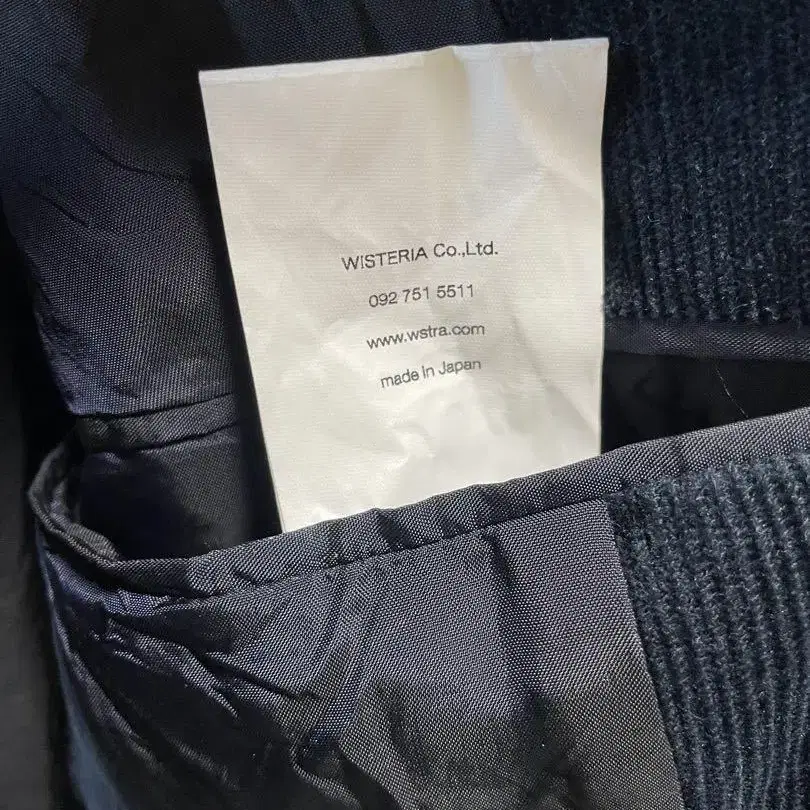 WISTERIA Co.,Ltd.
092 751 5511
www.wstra.com
made in Japan